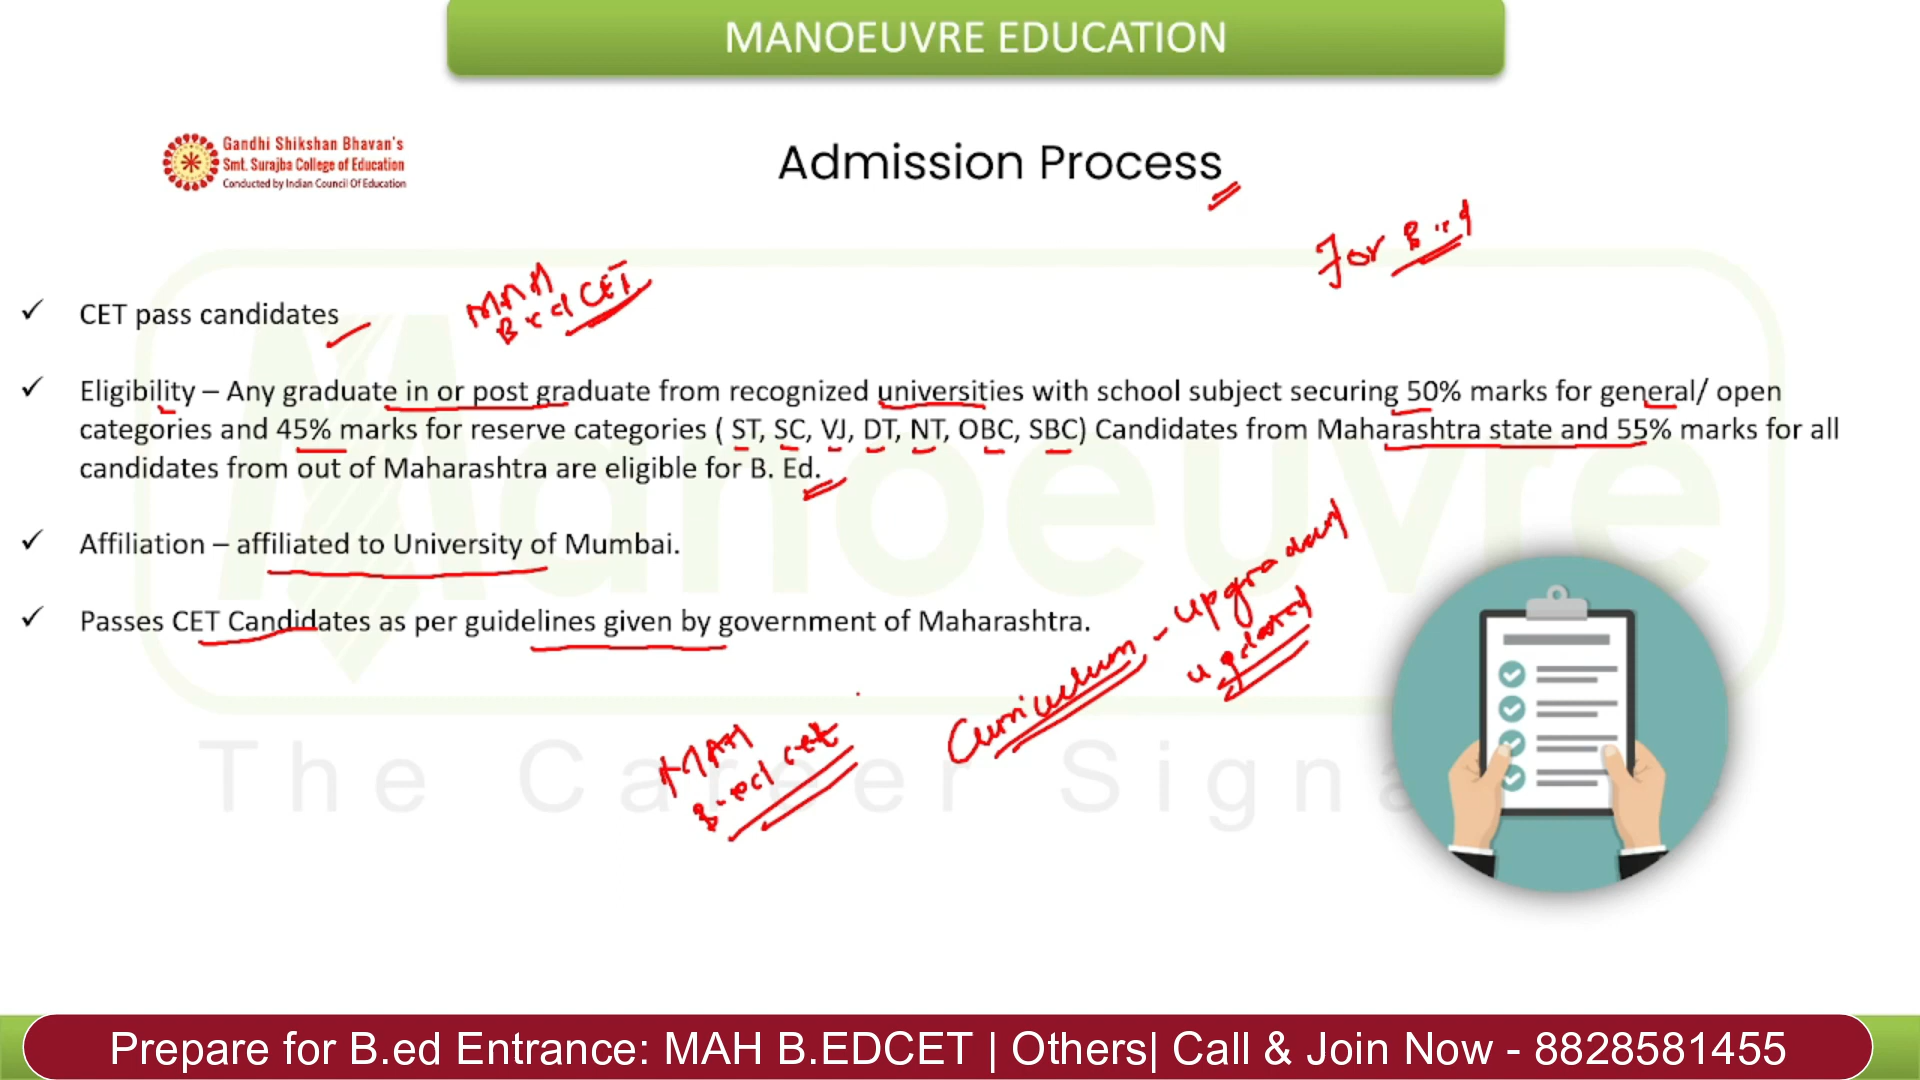 MANOEUVRE EDUCATION
Gandhi Shikshan Bhavan's
Smt. Surajba College of Education
Conducted by Indian Council Of Education
Admission Process
For B.ed
CET pass candidates
MAH
B.ed CET
Eligibility – Any graduate in or post graduate from recognized universities with school subject securing 50% marks for general/ open
categories and 45% marks for reserve categories ( ST, SC, VJ, DT, NT, OBC, SBC) Candidates from Maharashtra state and 55% marks for all
candidates from out of Maharashtra are eligible for B. Ed.
Affiliation – affiliated to University of Mumbai.
Passes CET Candidates as per guidelines given by government of Maharashtra.
Curriculum -
updated
MAH
B.ed cet
Manoeuvre
The Career Signa
Prepare for B.ed Entrance: MAH B.EDCET | Others| Call & Join Now - 8828581455